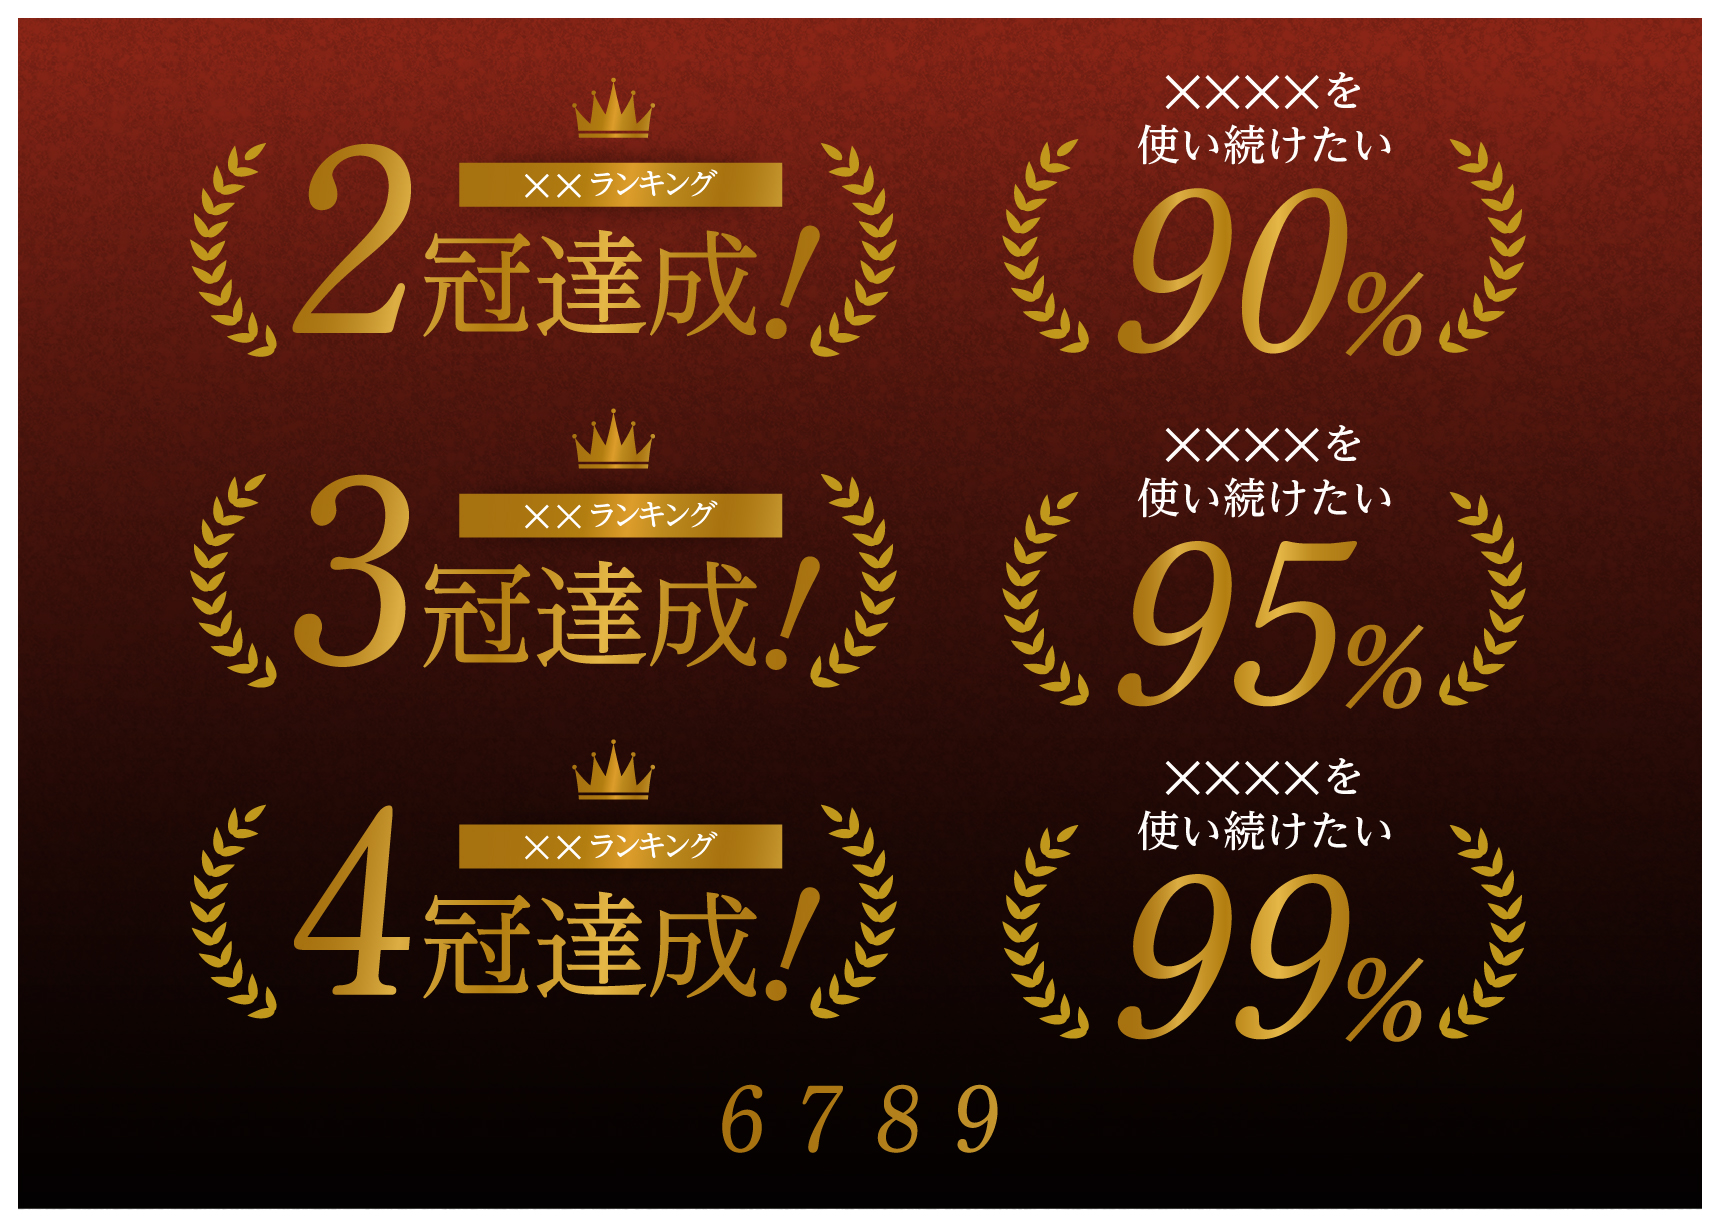 ××ランキング
2冠達成!
××××を
使い続けたい
90%
××ランキング
3冠達成!
××××を
使い続けたい
95%
××ランキング
4冠達成!
××××を
使い続けたい
99%
6 7 8 9